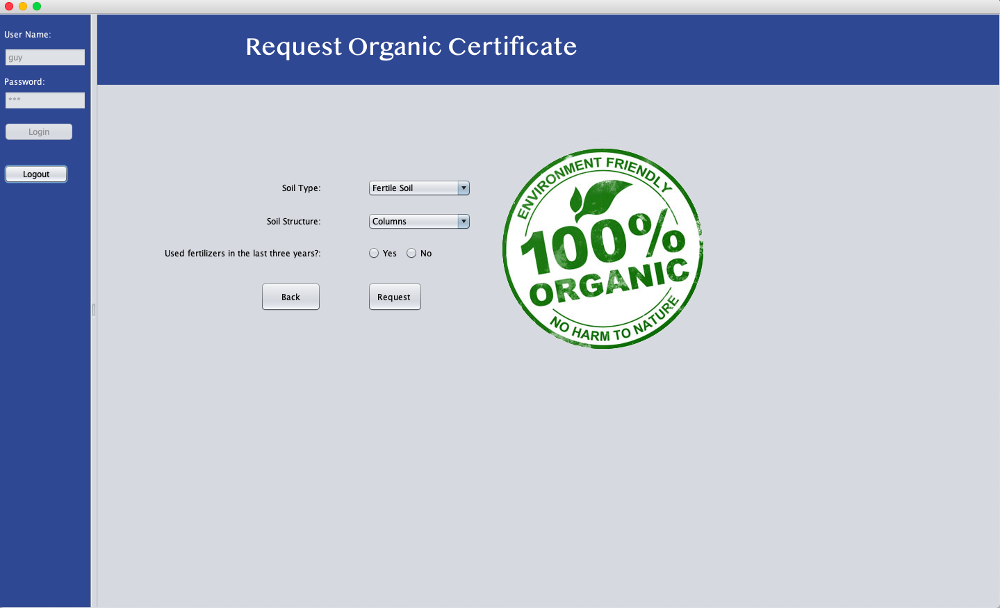 User Name:
guy
Password:
***
Login
Logout
Request Organic Certificate
Soil Type:
Fertile Soil
Soil Structure:
Columns
Used fertilizers in the last three years?:
Yes
No
Back
Request
ENVIRONMENT FRIENDLY
100%
ORGANIC
NO HARM TO NATURE